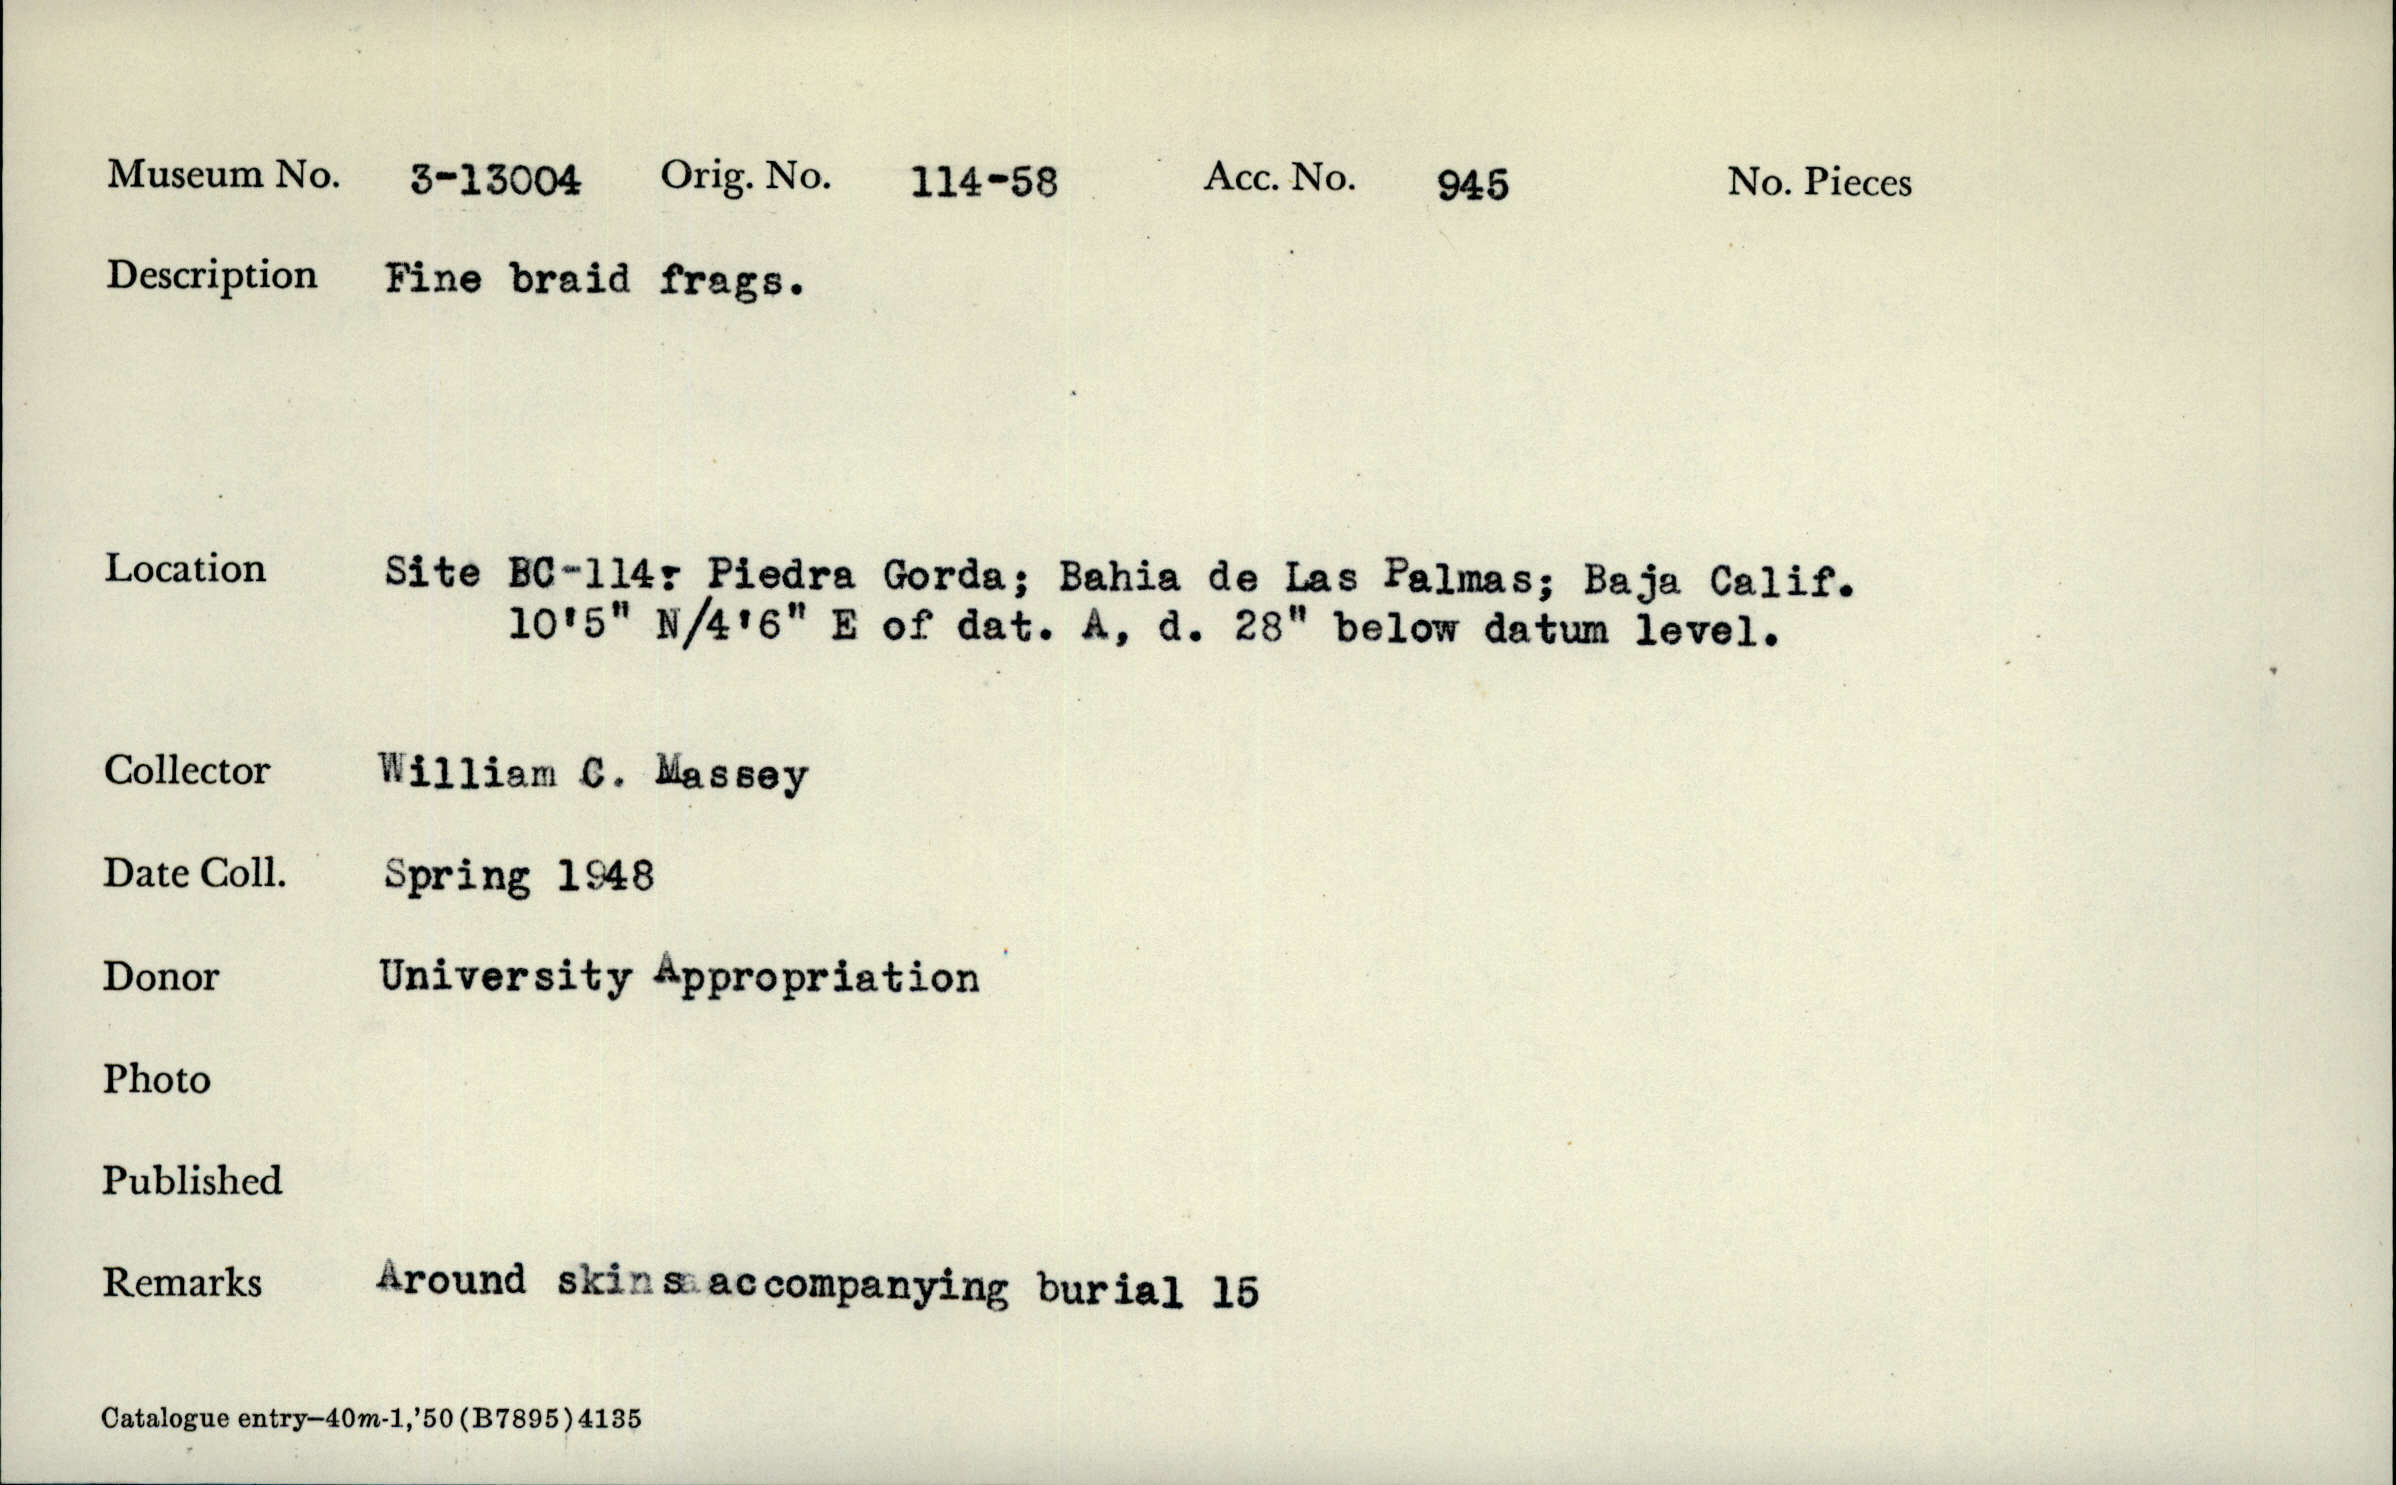 Museum No. 3-13004 Orig. No. 114-58 Acc. No. 945 No. Pieces
Description Fine braid frags.
Location Site BC-114: Piedra Gorda; Bahia de Las Palmas; Baja Calif.
10'5" N/4'6" E of dat. A, d. 28" below datum level.
Collector William C. Massey
Date Coll. Spring 1948
Donor University Appropriation
Photo
Published
Remarks Around skins accompanying burial 15
Catalogue entry—40m-1,'50(B7895)4135